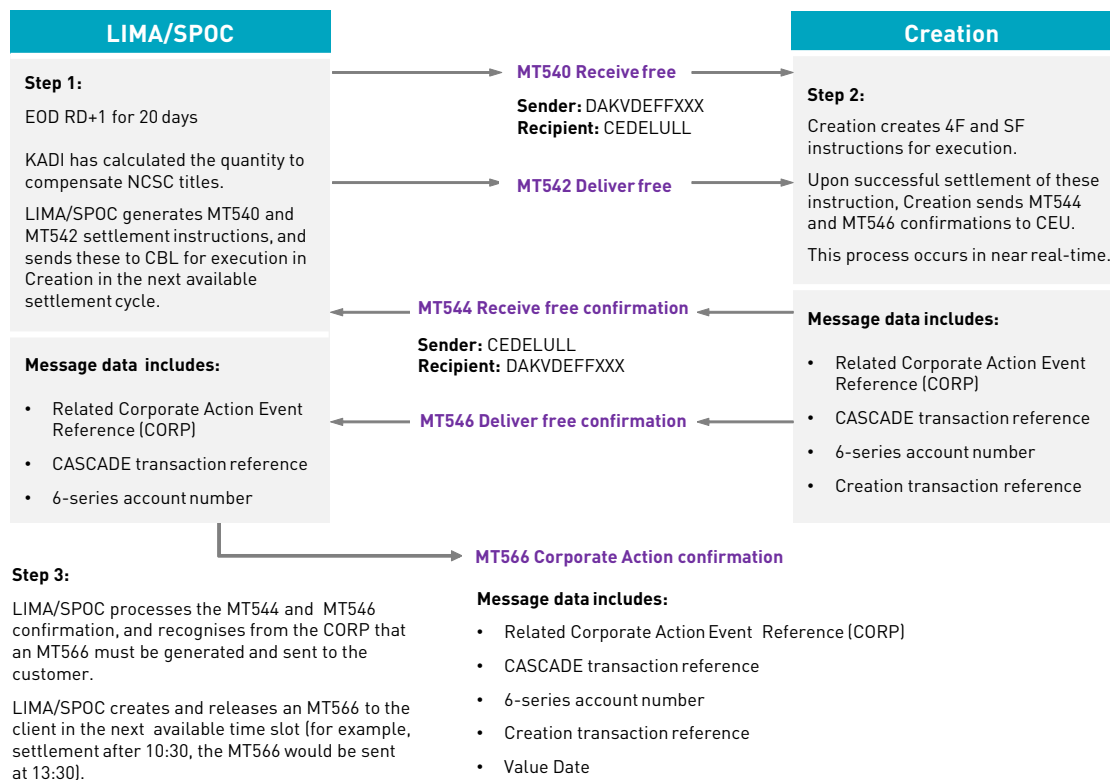 LIMA/SPOC
Step 1:
EOD RD+1 for 20 days
KADI has calculated the quantity to
compensate NCSC titles.
LIMA/SPOC generates MT540 and
MT542 settlement instructions, and
sends these to CBL for execution in
Creation in the next available
settlement cycle.
Message data includes:
• Related Corporate Action Event
Reference (CORP)
• CASCADE transaction reference
• 6-series account number
MT540 Receive free
Sender: DAKVDEFFXXX
Recipient: CEDELULL
MT542 Deliver free
MT544 Receive free confirmation
Sender: CEDELULL
Recipient: DAKVDEFFXXX
MT546 Deliver free confirmation
Creation
Step 2:
Creation creates 4F and SF
instructions for execution.
Upon successful settlement of these
instruction, Creation sends MT544
and MT546 confirmations to CEU.
This process occurs in near real-time.
Message data includes:
• Related Corporate Action Event
Reference (CORP)
• CASCADE transaction reference
• 6-series account number
• Creation transaction reference
Step 3:
LIMA/SPOC processes the MT544 and MT546
confirmation, and recognises from the CORP that
an MT566 must be generated and sent to the
customer.
LIMA/SPOC creates and releases an MT566 to the
client in the next available time slot (for example,
settlement after 10:30, the MT566 would be sent
at 13:30).
MT566 Corporate Action confirmation
Message data includes:
• Related Corporate Action Event Reference (CORP)
• CASCADE transaction reference
• 6-series account number
• Creation transaction reference
• Value Date